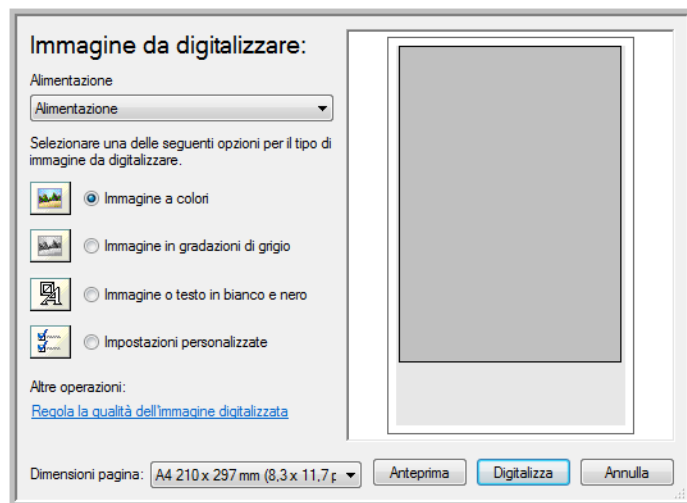 Immagine da digitalizzare:
Alimentazione
Alimentazione
Selezionare una delle seguenti opzioni per il tipo di
immagine da digitalizzare.
Immagine a colori
Immagine in gradazioni di grigio
Immagine o testo in bianco e nero
Impostazioni personalizzate
Altre operazioni:
Regola la qualità dell'immagine digitalizzata
Dimensioni pagina: A4 210 x 297 mm (8,3 x 11,7 Anteprima Digitalizza Annulla